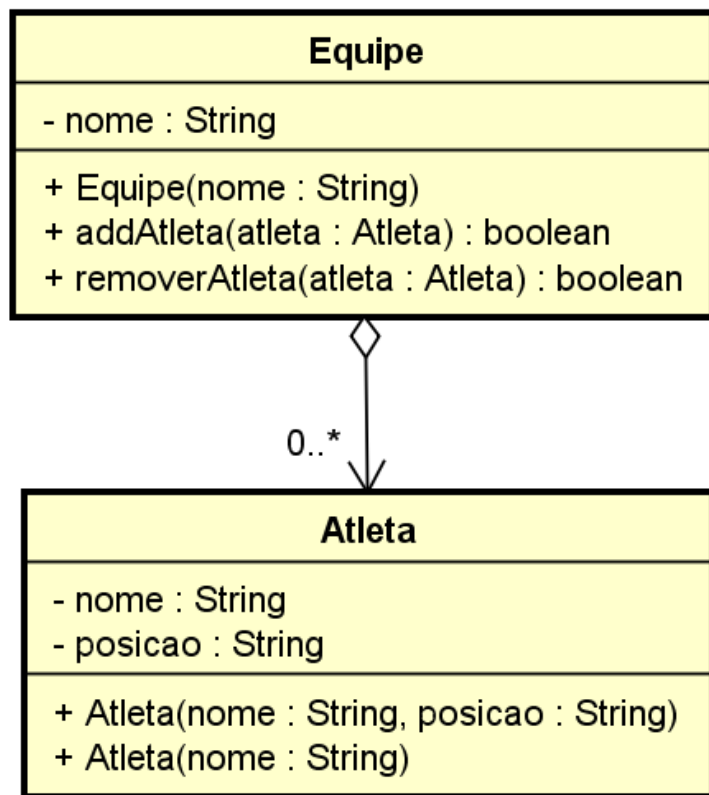 Equipe
- nome : String
+ Equipe(nome : String)
+ addAtleta(atleta : Atleta) : boolean
+ removerAtleta(atleta : Atleta) : boolean
0..*
Atleta
- nome : String
- posicao : String
+ Atleta(nome : String, posicao : String)
+ Atleta(nome : String)